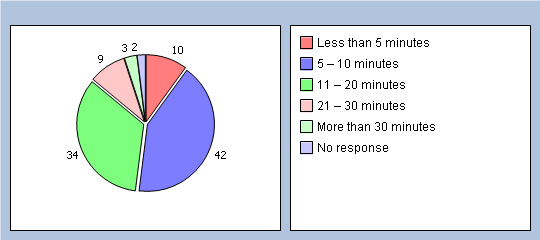 3 2 10
9
34
42
Less than 5 minutes
5 – 10 minutes
11 – 20 minutes
21 – 30 minutes
More than 30 minutes
No response